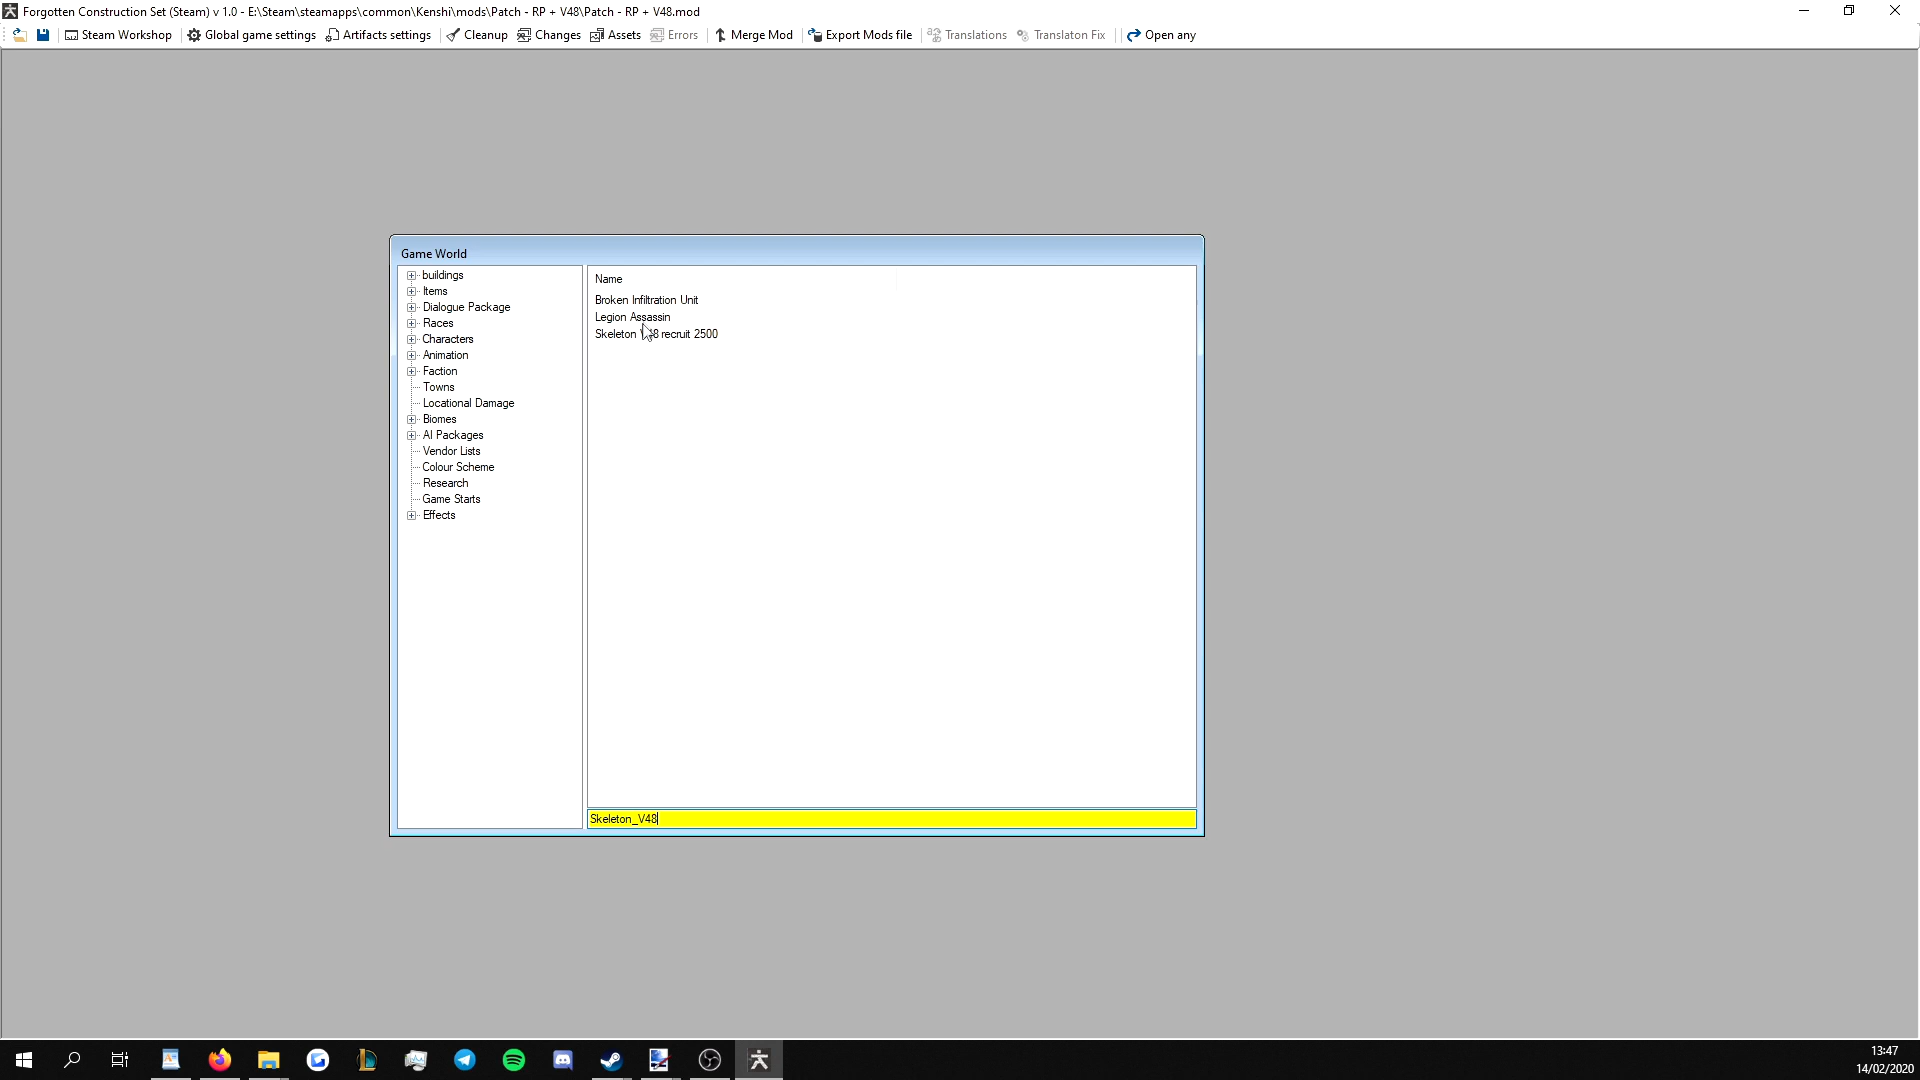 Forgotten Construction Set (Steam) v 1.0 - E:\Steam\steamapps\common\Kenshi\mods\Patch - RP + V48\Patch - RP + V48.mod
Steam Workshop Global game settings Artifacts settings Cleanup Changes Assets Errors Merge Mod Export Mods file Translations Translaton Fix Open any
Game World
buildings
Items
Dialogue Package
Races
Characters
Animation
Faction
Towns
Locational Damage
Biomes
AI Packages
Vendor Lists
Colour Scheme
Research
Game Starts
Effects
Name
Broken Infiltration Unit
Legion Assassin
Skeleton V48 recruit 2500
Skeleton_V48
13:47
14/02/2020